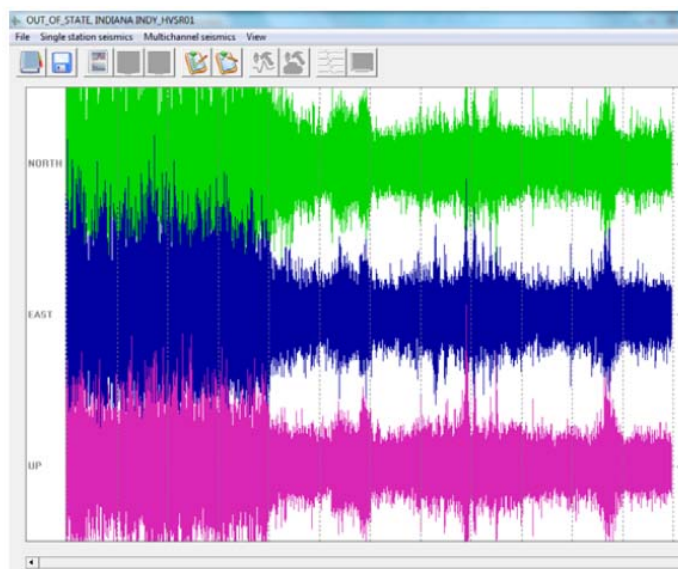 OUT_OF_STATE, INDIANA INDY_HVSR01
File Single station seismics Multichannel seismics View
NORTH
EAST
UP